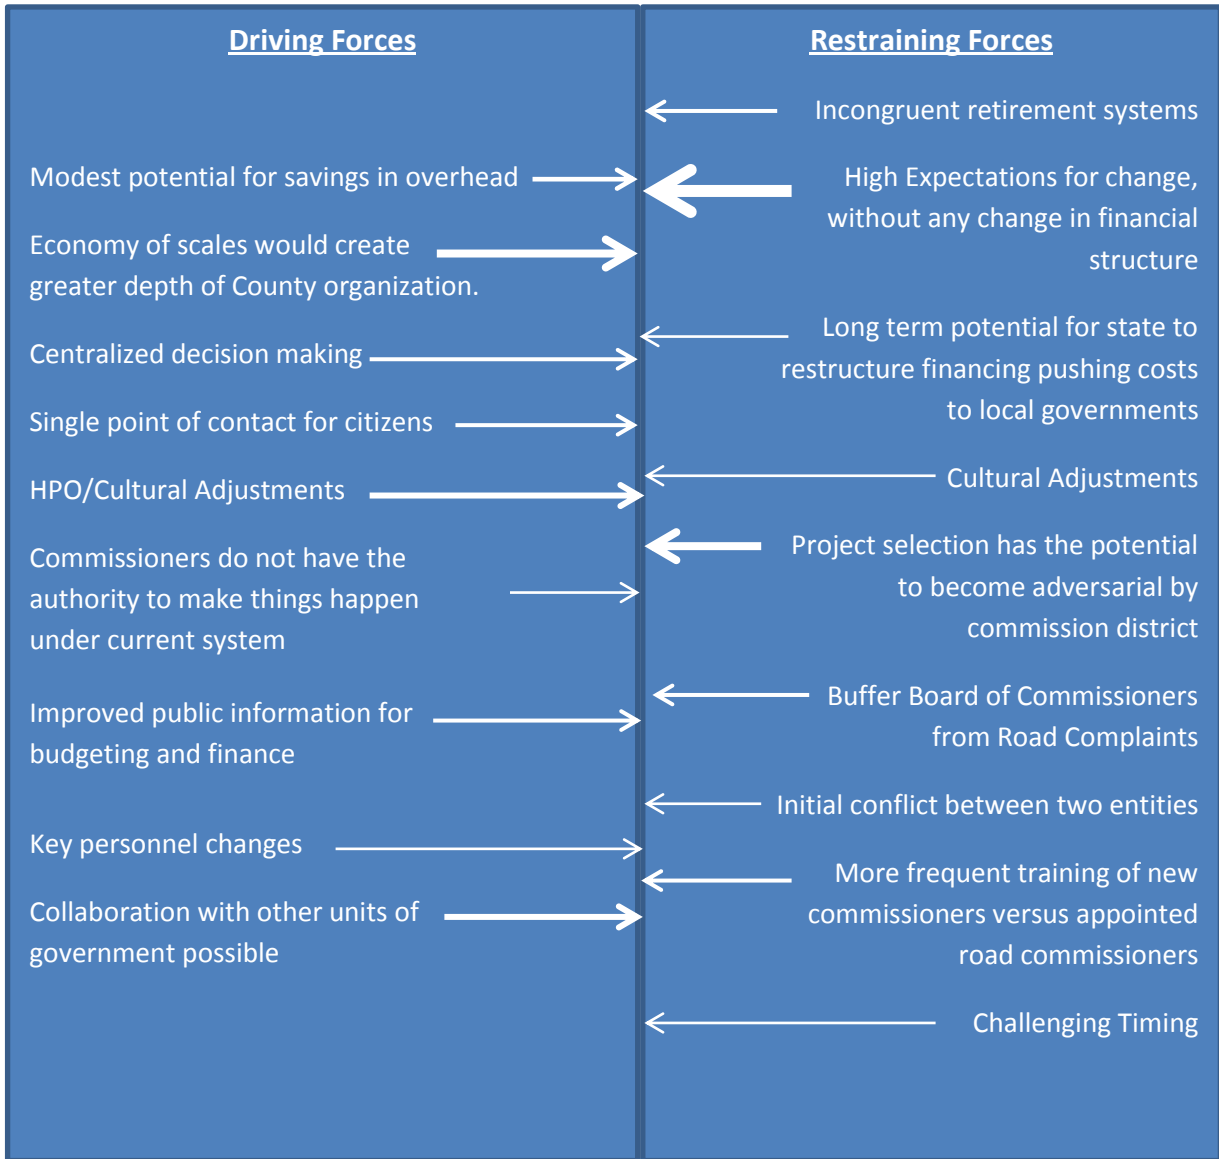 Driving Forces
Modest potential for savings in overhead
Economy of scales would create
greater depth of County organization.
Centralized decision making
Single point of contact for citizens
HPO/Cultural Adjustments
Commissioners do not have the
authority to make things happen
under current system
Improved public information for
budgeting and finance
Key personnel changes
Collaboration with other units of
government possible
Restraining Forces
Incongruent retirement systems
High Expectations for change,
without any change in financial
structure
Long term potential for state to
restructure financing pushing costs
to local governments
Cultural Adjustments
Project selection has the potential
to become adversarial by
commission district
Buffer Board of Commissioners
from Road Complaints
Initial conflict between two entities
More frequent training of new
commissioners versus appointed
road commissioners
Challenging Timing